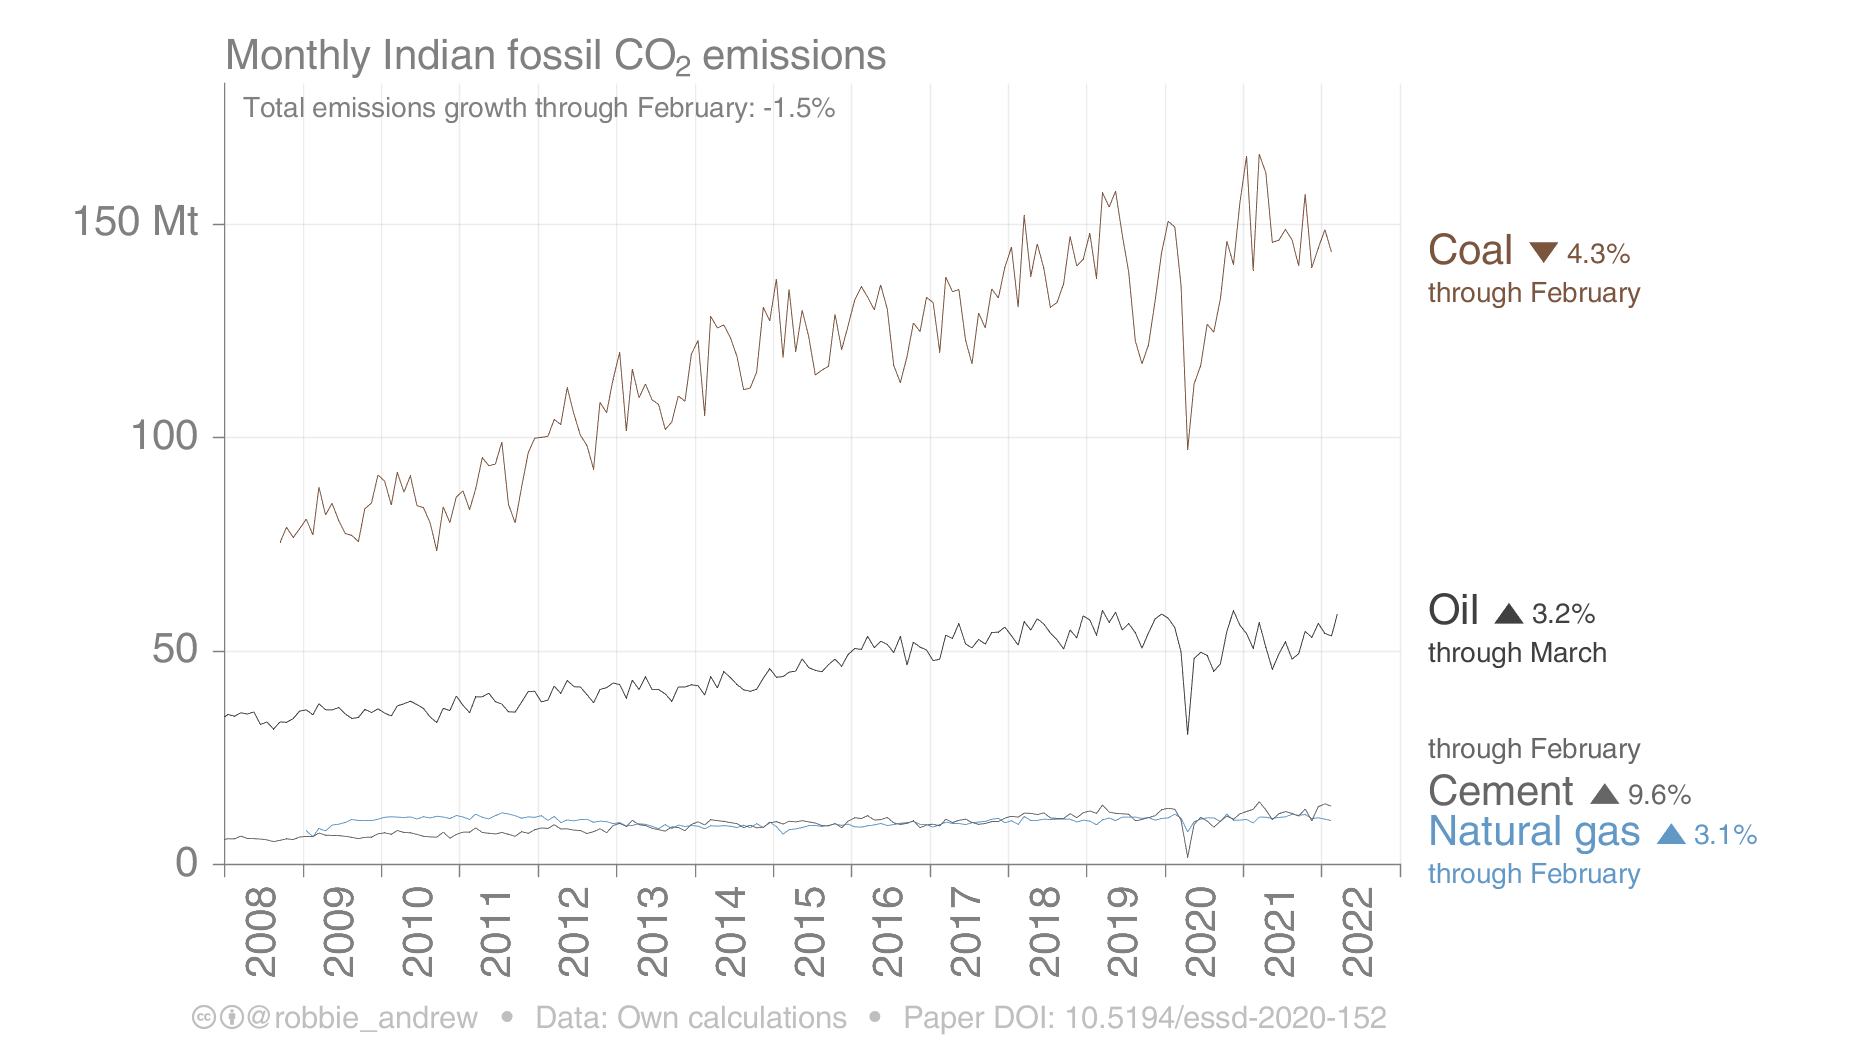 Monthly Indian fossil CO₂ emissions
Total emissions growth through February: -1.5%
150 Mt
100
50
0
Coal ▼ 4.3%
through February
Oil ▲ 3.2%
through March
through February
Cement ▲ 9.6%
Natural gas ▲ 3.1%
through February
2008
2009
2010
2011
2012
2013
2014
2015
2016
2017
2018
2019
2020
2021
2022
@robbie_andrew • Data: Own calculations • Paper DOI: 10.5194/essd-2020-152